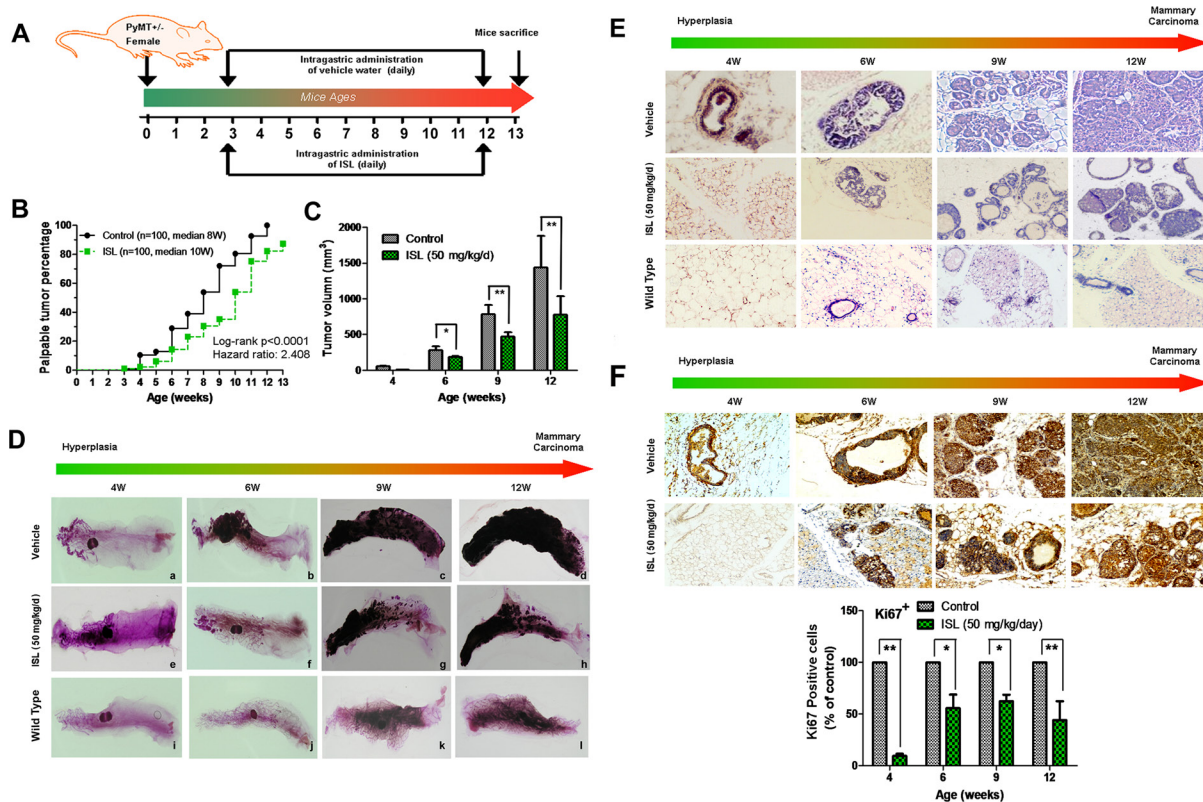 A
PyMT+/-
Female
Mice sacrifice
Intragastric administration
of vehicle water (daily)
Mice Ages
0 1 2 3 4 5 6 7 8 9 10 11 12 13
Intragastric administration
of ISL (daily)
B
Palpable tumor percentage
100
80
60
40
20
0
Control (n=100, median 8W)
ISL (n=100, median 10W)
Log-rank p<0.0001
Hazard ratio: 2.408
0 1 2 3 4 5 6 7 8 9 10 11 12 13
Age (weeks)
C
Tumor volumn (mm3)
2000
1500
1000
500
0
Control
ISL (50 mg/kg/d)
*
**
**
4 6 9 12
Age (weeks)
D
Hyperplasia
Mammary
Carcinoma
4W 6W 9W 12W
Vehicle
a b c d
ISL (50 mg/kg/d)
e f g h
Wild Type
i j k l
E
Hyperplasia
Mammary
Carcinoma
4W 6W 9W 12W
Vehicle
ISL (50 mg/kg/d)
Wild Type
F
Hyperplasia
Mammary
Carcinoma
4W 6W 9W 12W
Vehicle
ISL (50 mg/kg/d)
Ki67 Positive cells
(% of control)
150
100
50
0
Ki67+
Control
ISL (50 mg/kg/day)
** * * **
4 6 9 12
Age (weeks)